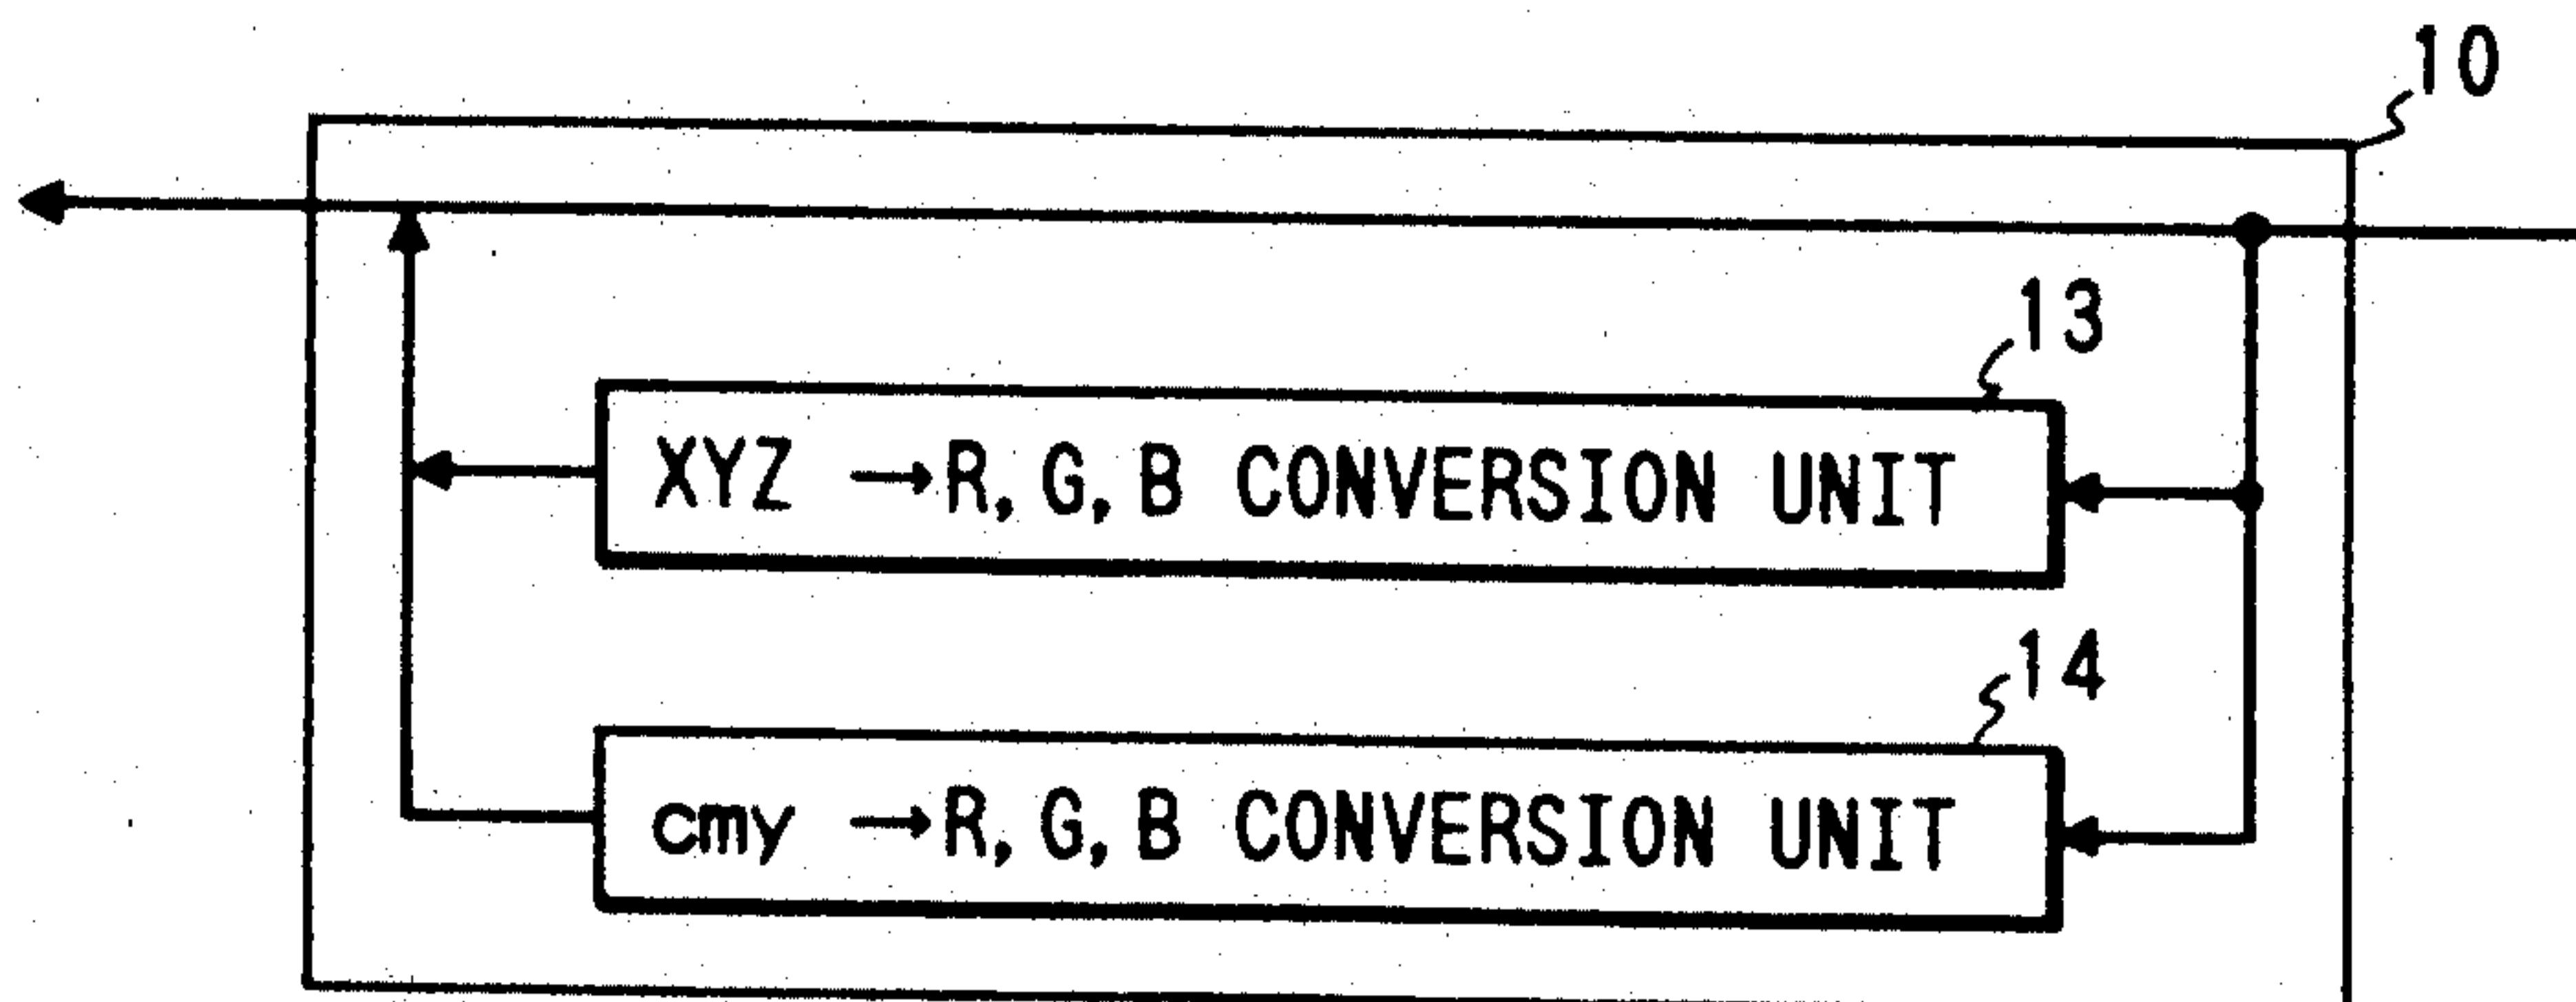 10
13
XYZ →R, G, B CONVERSION UNIT
14
cmy →R, G, B CONVERSION UNIT